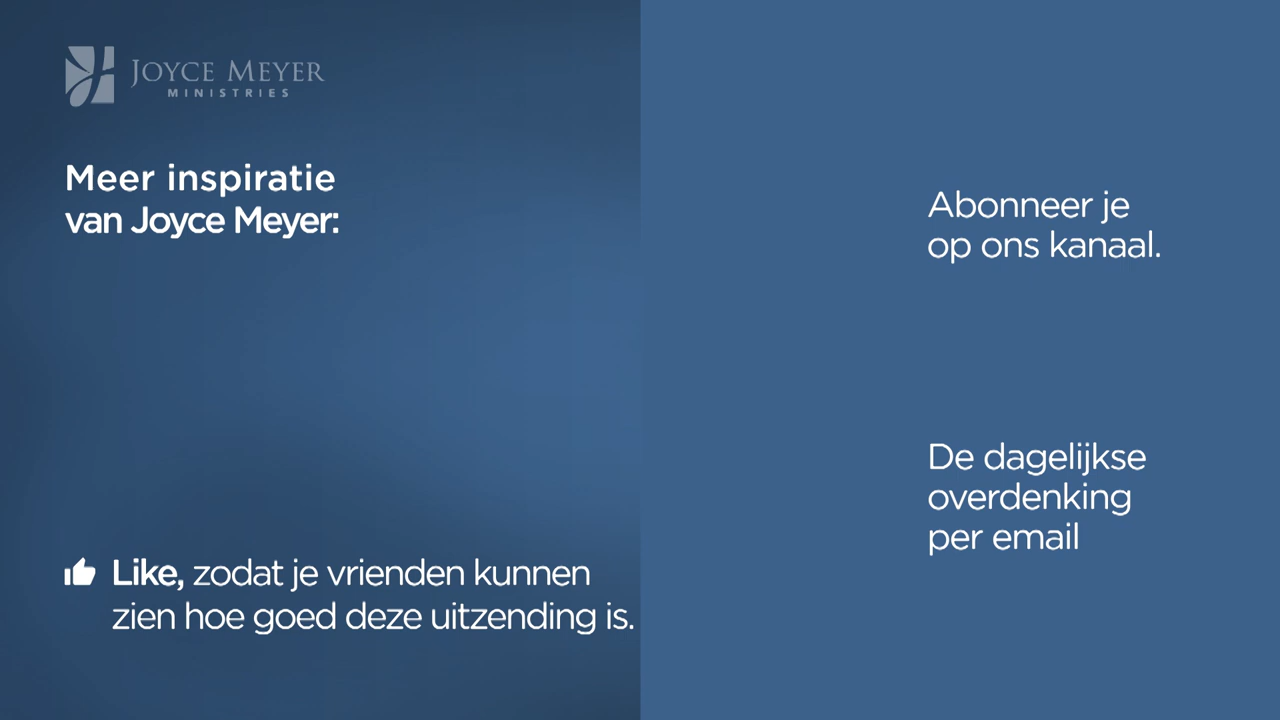 JOYCE MEYER
MINISTRIES
Meer inspiratie
van Joyce Meyer:
Like, zodat je vrienden kunnen
zien hoe goed deze uitzending is.
Abonneer je
op ons kanaal.
De dagelijkse
overdenking
per email